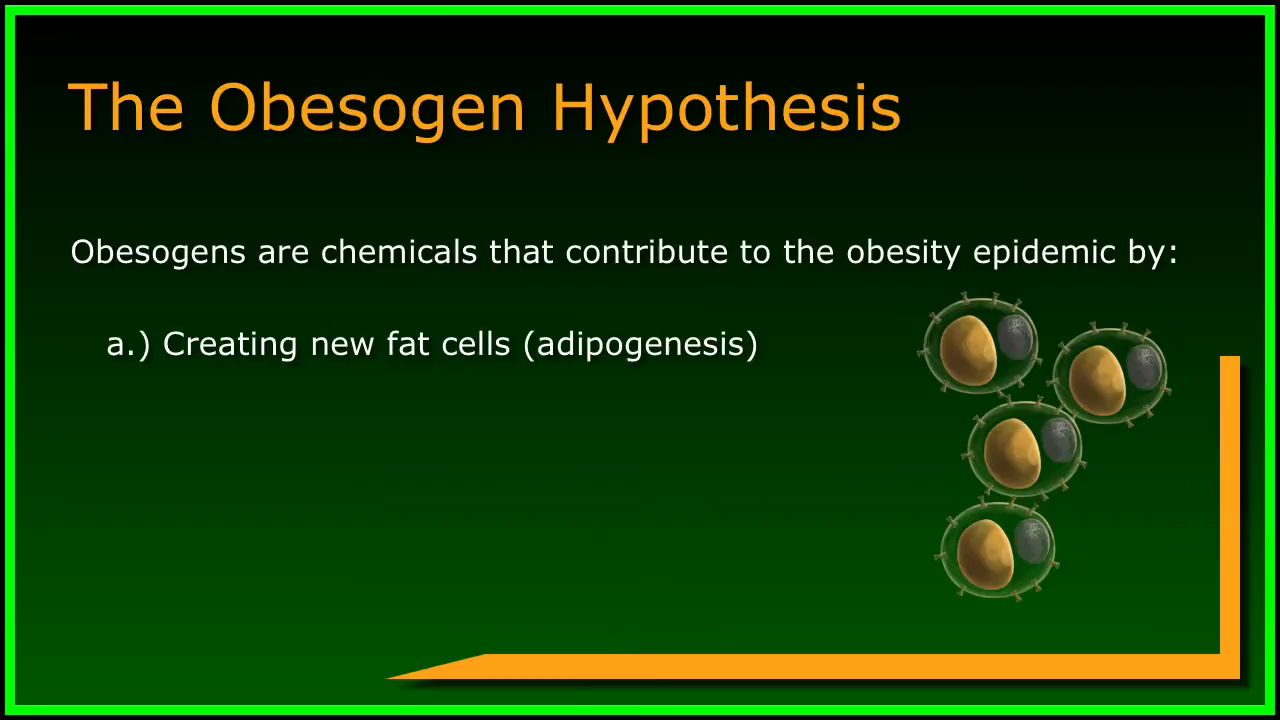 The Obesogen Hypothesis
Obesogens are chemicals that contribute to the obesity epidemic by:
a.) Creating new fat cells (adipogenesis)